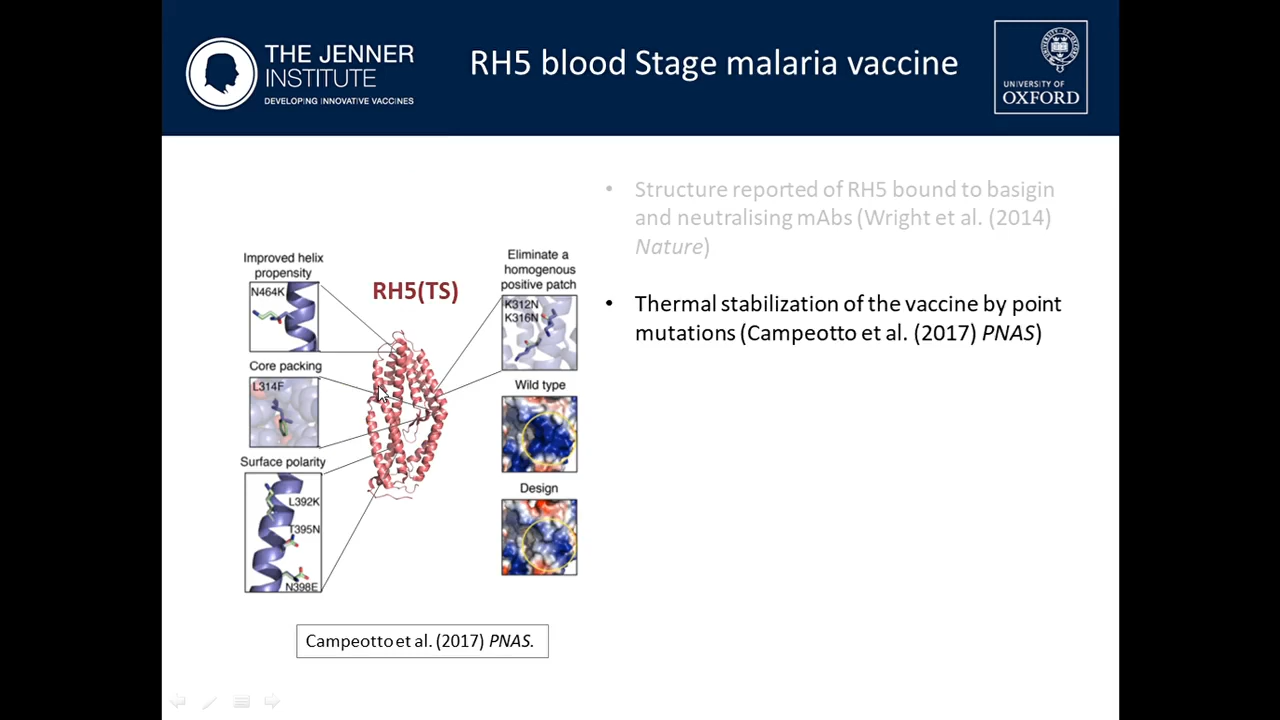 THE JENNER
INSTITUTE
DEVELOPING INNOVATIVE VACCINES
RH5 blood Stage malaria vaccine
UNIVERSITY OF
OXFORD
• Structure reported of RH5 bound to basigin
and neutralising mAbs (Wright et al. (2014)
Nature)
• Thermal stabilization of the vaccine by point
mutations (Campeotto et al. (2017) PNAS)
Improved helix
propensity
N464K
Core packing
L314F
Surface polarity
L392K
T395N
N398E
RH5(TS)
Eliminate a
homogenous
positive patch
K312N
K316N
Wild type
Design
Campeotto et al. (2017) PNAS.